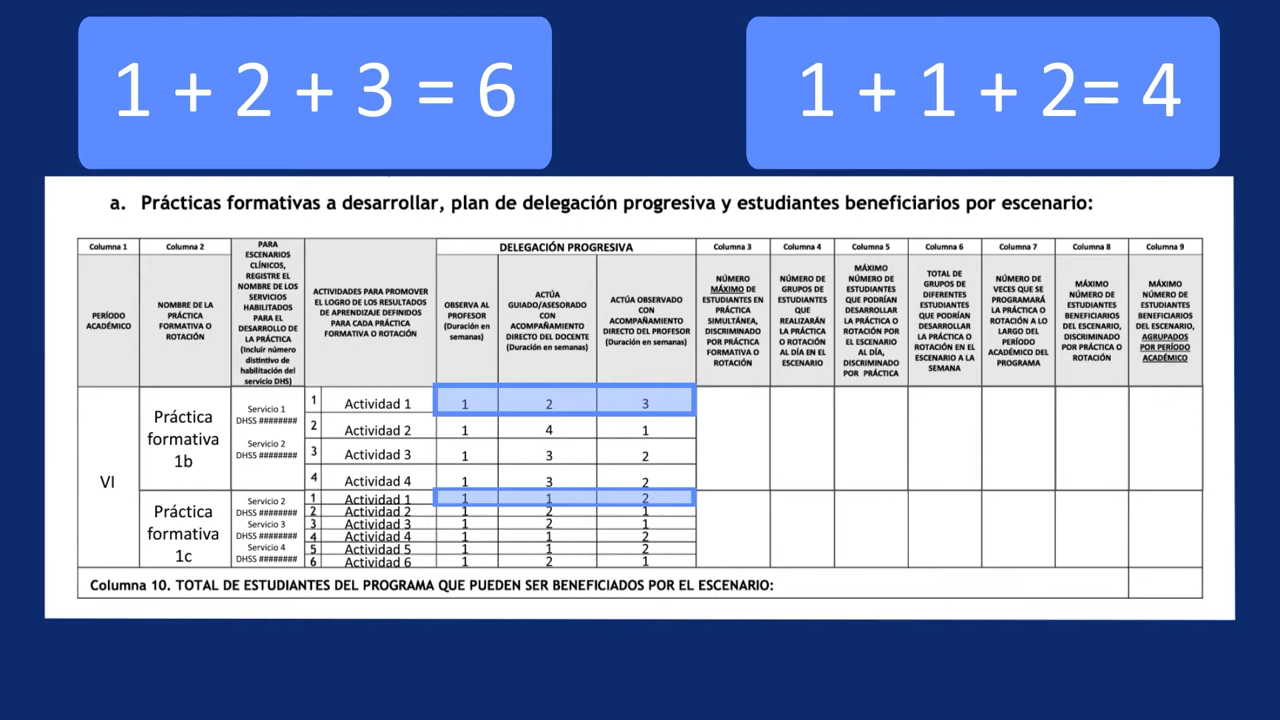 1 + 2 + 3 = 6
1 + 1 + 2= 4
a. Prácticas formativas a desarrollar, plan de delegación progresiva y estudiantes beneficiarios por escenario:
Columna 1
Columna 2
PARA
ESCENARIOS
CLÍNICOS,
REGISTRE EL
NOMBRE DE LOS
SERVICIOS
HABILITADOS
PARA EL
DESARROLLO DE
LA PRÁCTICA
(Incluir número
distintivo de
habilitación del
servicio DHS)
ACTIVIDADES PARA PROMOVER
EL LOGRO DE LOS RESULTADOS
DE APRENDIZAJE DEFINIDOS
PARA CADA PRÁCTICA
FORMATIVA O ROTACIÓN
DELEGACIÓN PROGRESIVA
Columna 3
Columna 4
Columna 5
Columna 6
Columna 7
Columna 8
Columna 9
PERÍODO
ACADÉMICO
NOMBRE DE LA
PRÁCTICA
FORMATIVA O
ROTACIÓN
OBSERVA AL
PROFESOR
(Duración en
semanas)
ACTÚA
GUIADO/ASESORADO
CON
ACOMPAÑAMIENTO
DIRECTO DEL DOCENTE
(Duración en semanas)
ACTÚA OBSERVADO
CON
ACOMPAÑAMIENTO
DIRECTO DEL PROFESOR
(Duración en semanas)
NÚMERO
MÁXIMO DE
ESTUDIANTES EN
PRÁCTICA
SIMULTÁNEA,
DISCRIMINADO
POR PRÁCTICA
FORMATIVA O
ROTACIÓN
NÚMERO DE
GRUPOS DE
ESTUDIANTES
QUE
REALIZARÁN
LA PRÁCTICA
O ROTACIÓN
AL DÍA EN EL
ESCENARIO
MÁXIMO
NÚMERO DE
ESTUDIANTES
QUE PODRÍAN
DESARROLLAR
LA PRÁCTICA O
ROTACIÓN POR
EL ESCENARIO
AL DÍA,
DISCRIMINADO
POR PRÁCTICA
TOTAL DE
GRUPOS DE
DIFERENTES
ESTUDIANTES
QUE PODRÍAN
DESARROLLAR
LA PRÁCTICA O
ROTACIÓN EN EL
ESCENARIO A LA
SEMANA
NÚMERO DE
VECES QUE SE
PROGRAMARÁ
LA PRÁCTICA
O ROTACIÓN A LO
LARGO DEL
PERÍODO
ACADÉMICO DEL
PROGRAMA
MÁXIMO
NÚMERO DE
ESTUDIANTES
BENEFICIARIOS
DEL ESCENARIO,
DISCRIMINADO
POR PRÁCTICA O
ROTACIÓN
MÁXIMO
NÚMERO DE
ESTUDIANTES
BENEFICIARIOS
DEL ESCENARIO,
AGRUPADOS
POR PERÍODO
ACADÉMICO
VI
Práctica
formativa
1b
Servicio 1
DHSS ########
Servicio 2
DHSS ########
1 Actividad 1 1 2 3
2 Actividad 2 1 4 1
3 Actividad 3 1 3 2
4 Actividad 4 1 3 2
Práctica
formativa
1c
Servicio 2
DHSS ########
Servicio 3
DHSS ########
Servicio 4
DHSS ########
1 Actividad 1 1 1 2
2 Actividad 2 1 2 1
3 Actividad 3 1 2 1
4 Actividad 4 1 1 2
5 Actividad 5 1 1 2
6 Actividad 6 1 2 1
Columna 10. TOTAL DE ESTUDIANTES DEL PROGRAMA QUE PUEDEN SER BENEFICIADOS POR EL ESCENARIO: